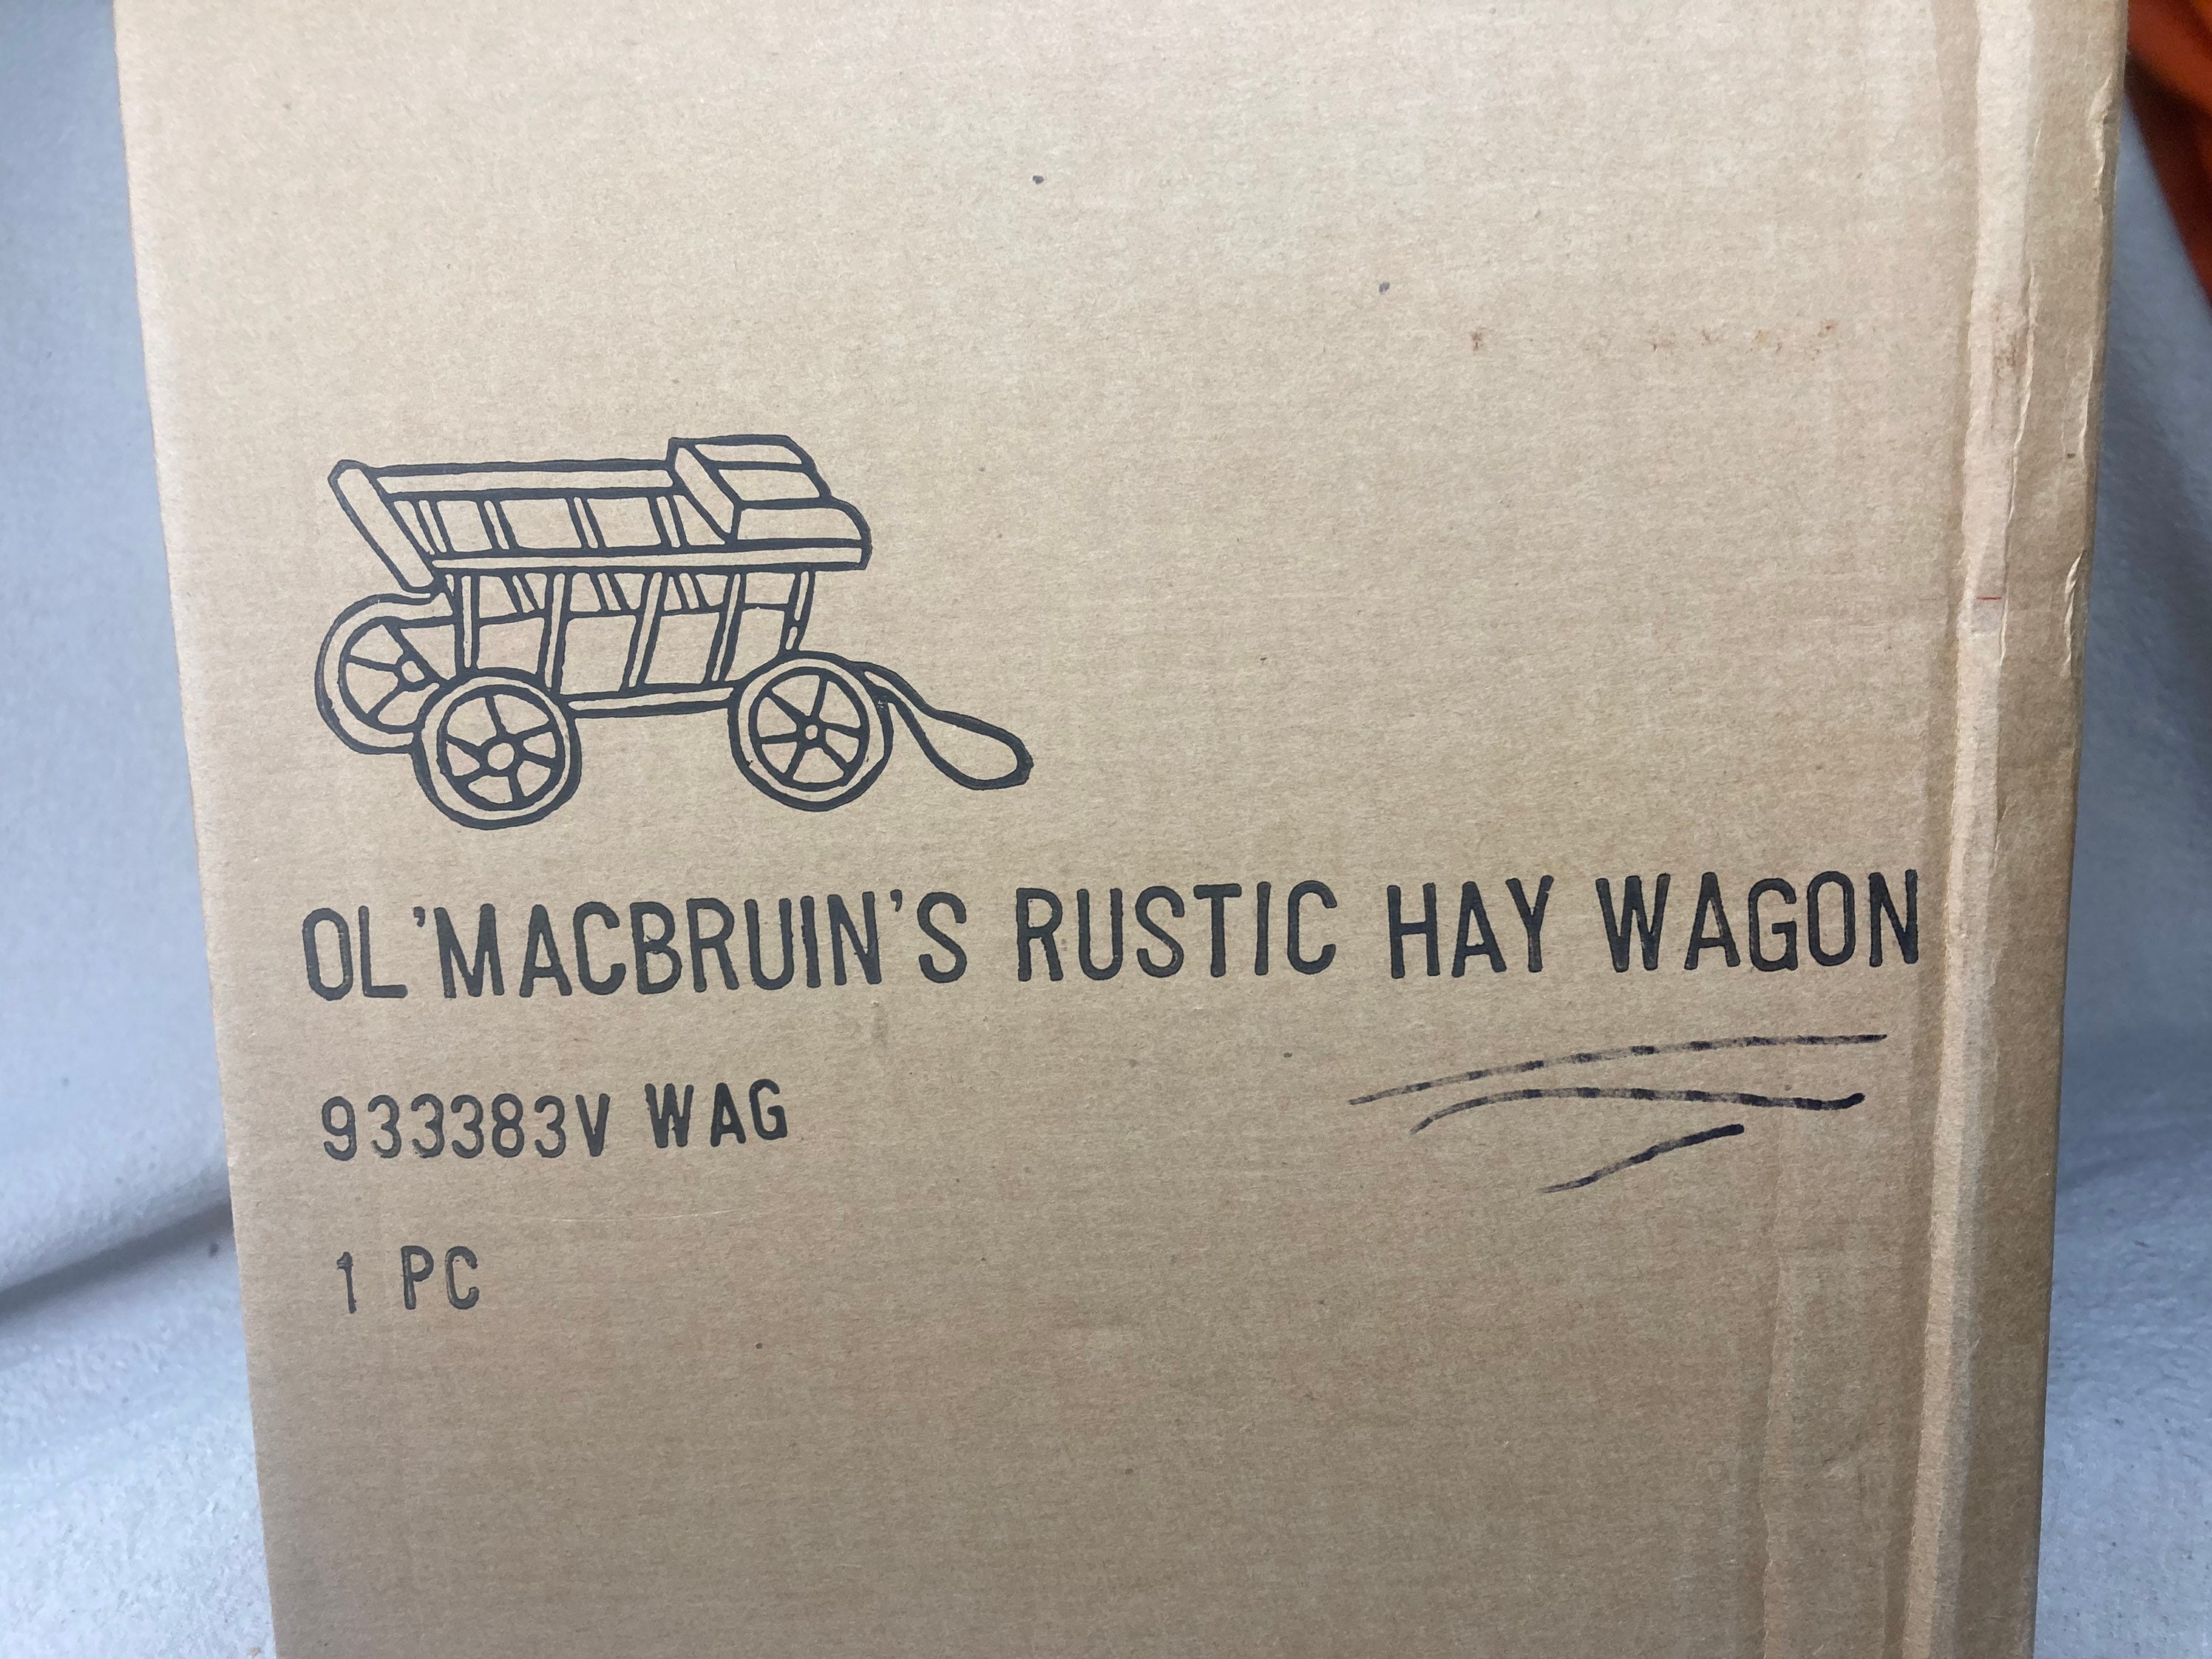 OL'MACBRUIN'S RUSTIC HAY WAGON
933383V WAG
1 PC